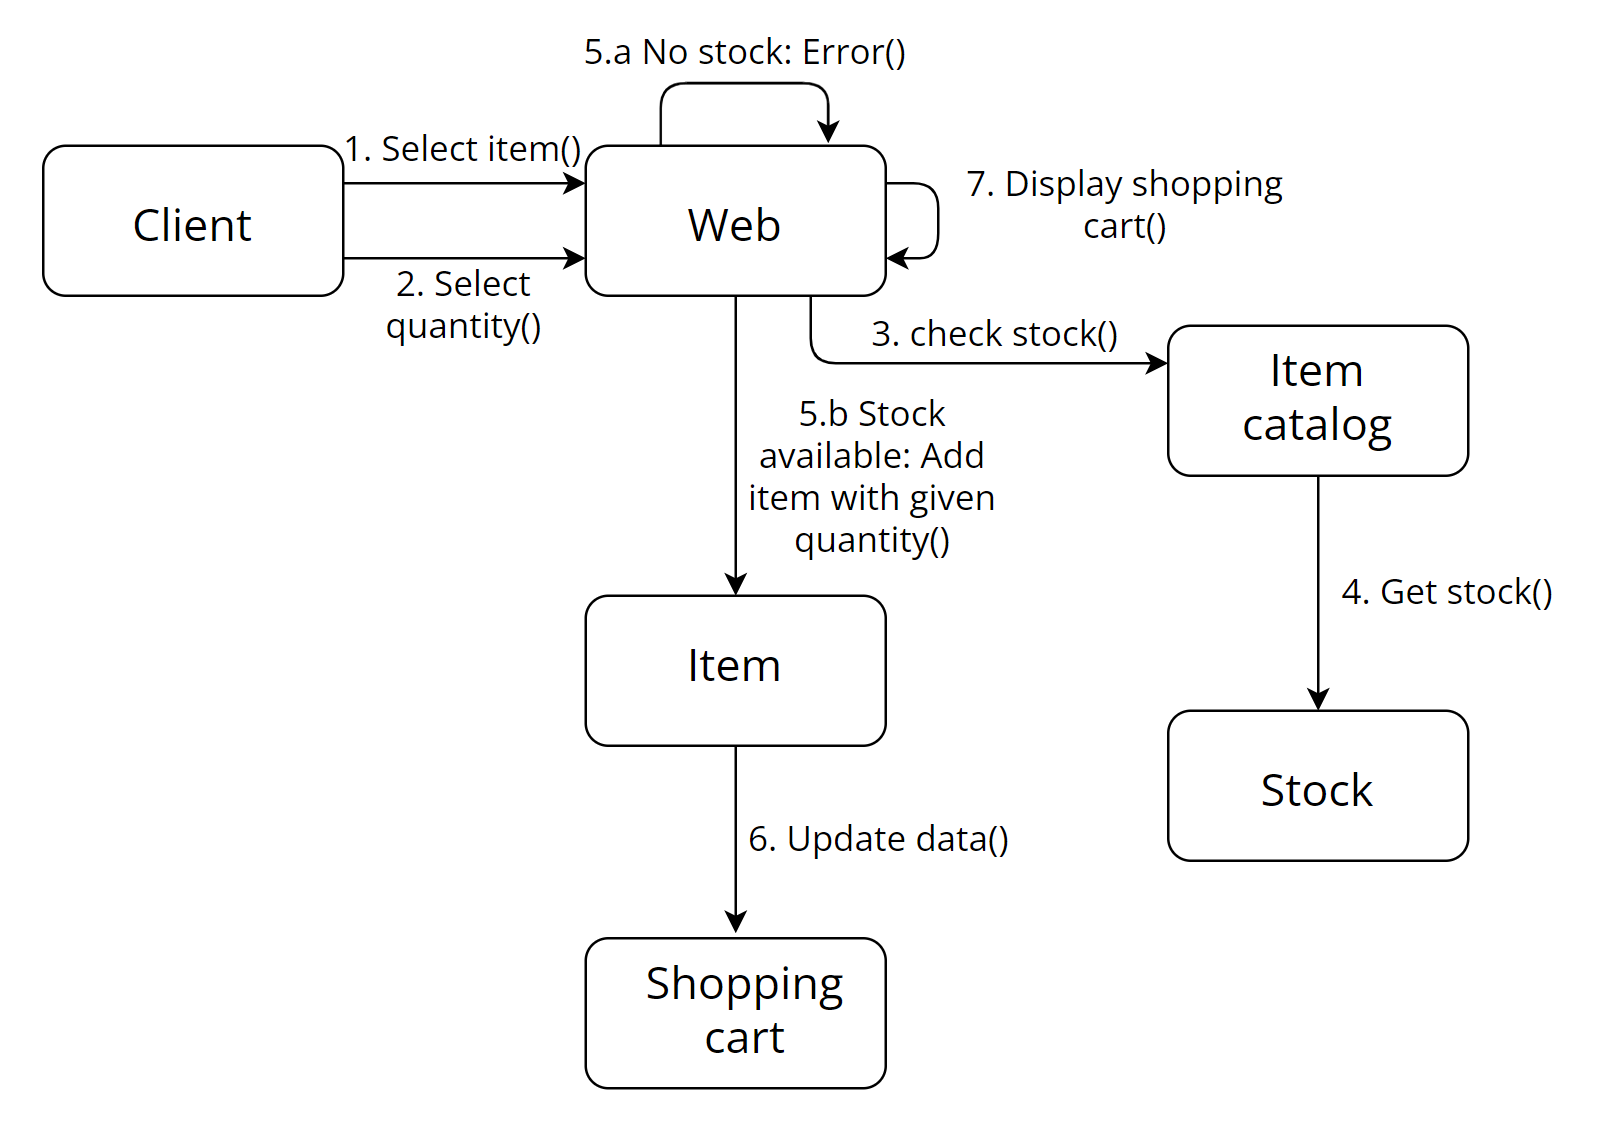 5.a No stock: Error()
1. Select item()
Client
Web
7. Display shopping
cart()
2. Select
quantity()
3. check stock()
Item
catalog
5.b Stock
available: Add
item with given
quantity()
4. Get stock()
Item
Stock
6. Update data()
Shopping
cart